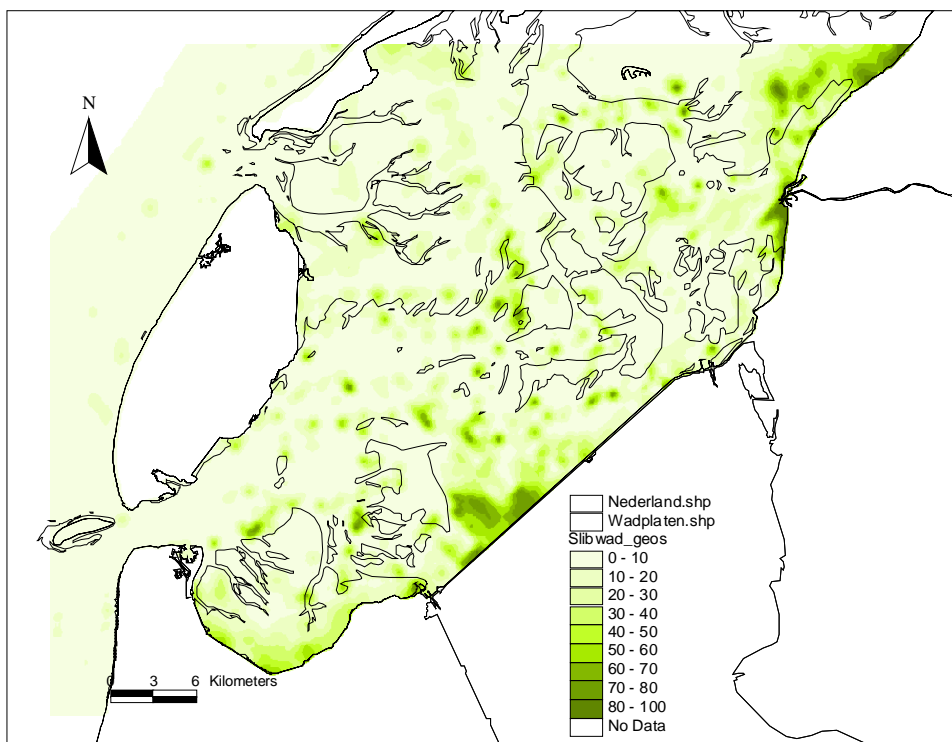 N
Nederland.shp
Wadplaten.shp
Slibwad_geos
0 - 10
10 - 20
20 - 30
30 - 40
40 - 50
50 - 60
60 - 70
70 - 80
80 - 100
No Data
0 3 6 Kilometers